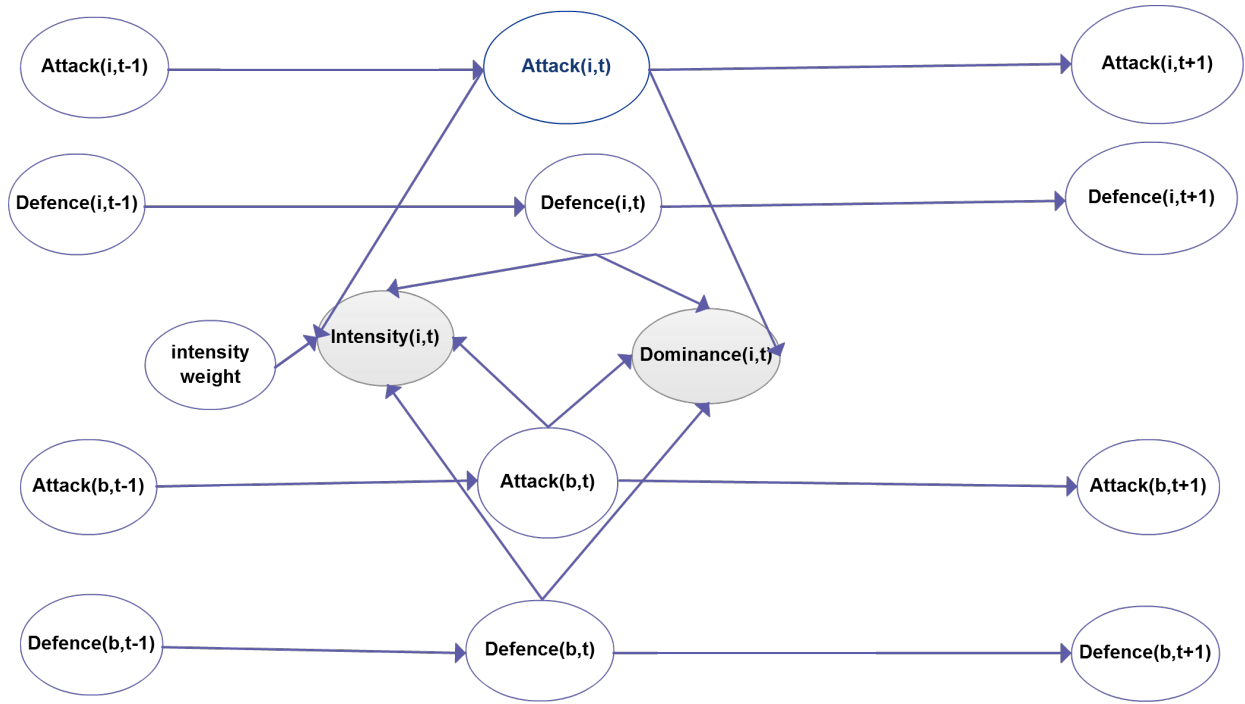 Attack(i,t-1)
Attack(i,t)
Attack(i,t+1)
Defence(i,t-1)
Defence(i,t)
Defence(i,t+1)
intensity
weight
Intensity(i,t)
Dominance(i,t)
Attack(b,t-1)
Attack(b,t)
Attack(b,t+1)
Defence(b,t-1)
Defence(b,t)
Defence(b,t+1)